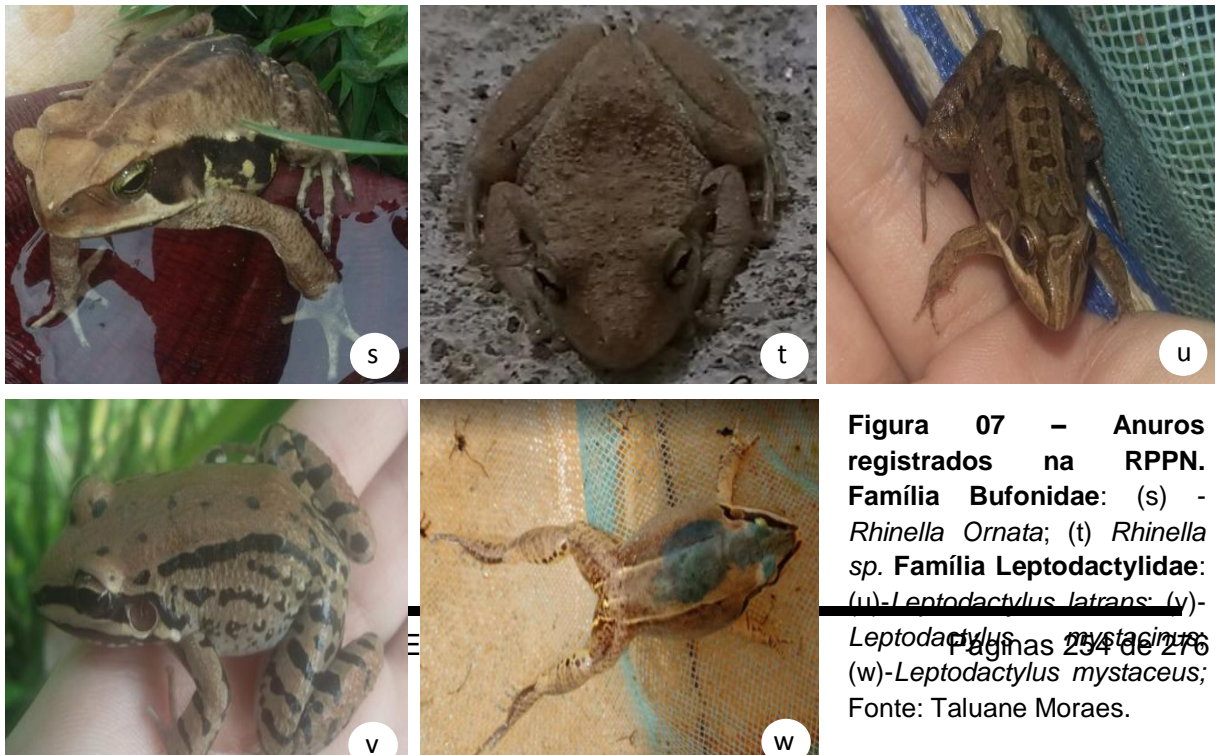 s
t
u
v
w
Figura 07 – Anuros
registrados na RPPN.
Família Bufonidae: (s) -
Rhinella Ornata; (t) Rhinella
sp. Família Leptodactylidae:
(u)-Leptodactylus latrans; (v)-
Leptodactylus mystacinus;
(w)-Leptodactylus mystaceus;
Fonte: Taluane Moraes.
Páginas 254 de 276